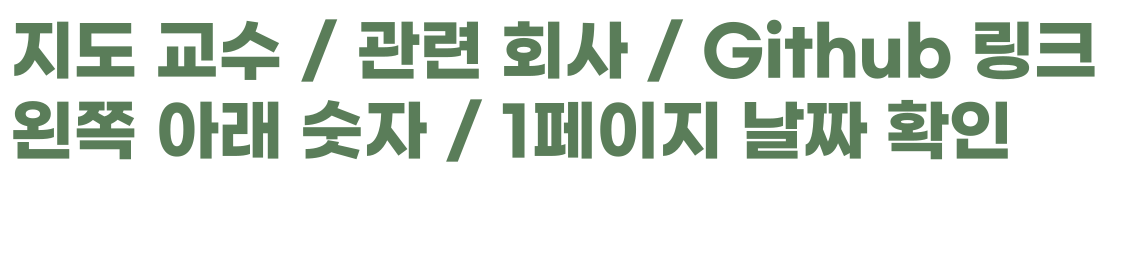 지도 교수 / 관련 회사 / Github 링크
왼쪽 아래 숫자 / 1페이지 날짜 확인